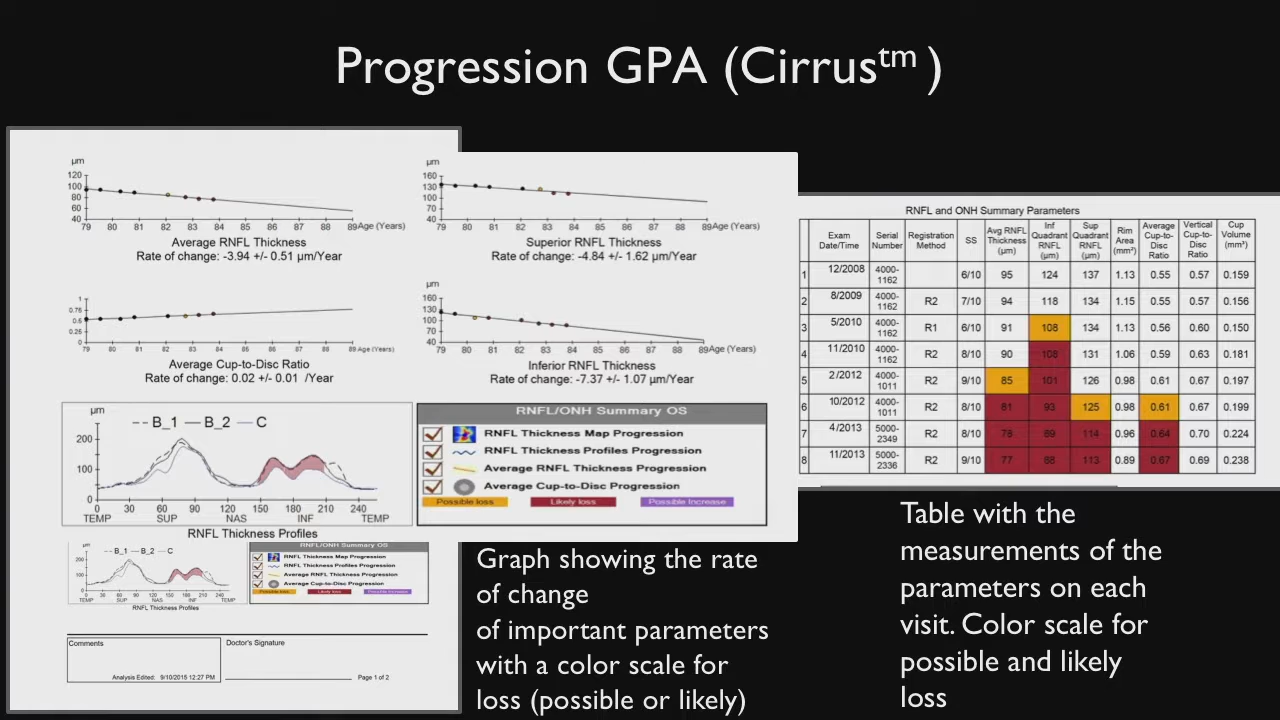 Progression GPA (Cirrus™)
µm
120
100
80
60
40
79 80 81 82 83 84 85 86 87 88 89 Age (Years)
Average RNFL Thickness
Rate of change: -3.94 +/- 0.51 µm/Year
µm
160
130
100
70
40
79 80 81 82 83 84 85 86 87 88 89 Age (Years)
Superior RNFL Thickness
Rate of change: -4.84 +/- 1.62 µm/Year
1
0.75
0.5
0.25
0
79 80 81 82 83 84 85 86 87 88 89 Age (Years)
Average Cup-to-Disc Ratio
Rate of change: 0.02 +/- 0.01 /Year
µm
160
130
100
70
40
79 80 81 82 83 84 85 86 87 88 89 Age (Years)
Inferior RNFL Thickness
Rate of change: -7.37 +/- 1.07 µm/Year
µm
B_1 B_2 C
200
100
0
0 30 60 90 120 150 180 210 240
TEMP SUP NAS INF TEMP
RNFL Thickness Profiles
RNFL/ONH Summary OS
RNFL Thickness Map Progression
RNFL Thickness Profiles Progression
Average RNFL Thickness Progression
Average Cup-to-Disc Progression
Possible loss Likely loss Possible Increase
µm
B_1 B_2 C
200
100
0
0 30 60 90 120 150 180 210 240
TEMP SUP NAS INF TEMP
RNFL Thickness Profiles
RNFL/ONH Summary OS
RNFL Thickness Map Progression
RNFL Thickness Profiles Progression
Average RNFL Thickness Progression
Average Cup-to-Disc Progression
Possible loss Likely loss Possible Increase
Comments
Doctor's Signature
Analysis Edited: 9/10/2015 12:27 PM
Page 1 of 2
Graph showing the rate
of change
of important parameters
with a color scale for
loss (possible or likely)
RNFL and ONH Summary Parameters
Exam Date/Time Serial Number Registration Method SS Avg RNFL Thickness (µm) Inf Quadrant RNFL (µm) Sup Quadrant RNFL (µm) Rim Area (mm²) Average Cup-to-Disc Ratio Vertical Cup-to-Disc Ratio Cup Volume (mm³)
1 12/2008 4000-1162 6/10 95 124 137 1.13 0.55 0.57 0.159
2 8/2009 4000-1162 R2 7/10 94 118 134 1.15 0.55 0.57 0.156
3 5/2010 4000-1162 R1 6/10 91 108 134 1.13 0.56 0.60 0.150
4 11/2010 4000-1162 R2 8/10 90 108 131 1.06 0.59 0.63 0.181
5 2/2012 4000-1011 R2 9/10 85 101 126 0.98 0.61 0.67 0.197
6 10/2012 4000-1011 R2 8/10 81 93 125 0.98 0.61 0.67 0.199
7 4/2013 5000-2349 R2 8/10 78 89 114 0.96 0.64 0.70 0.224
8 11/2013 5000-2336 R2 9/10 77 88 113 0.89 0.67 0.69 0.238
Table with the
measurements of the
parameters on each
visit. Color scale for
possible and likely
loss